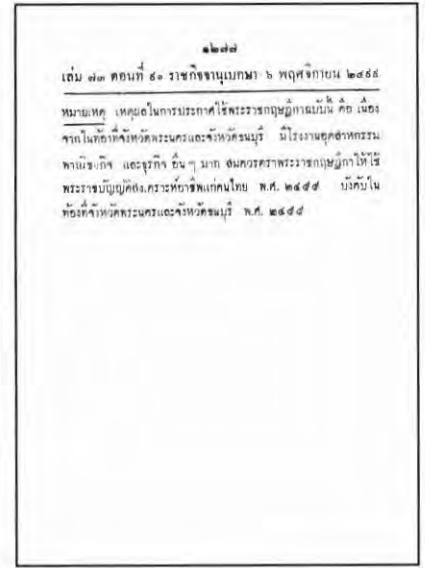 ๑๒๗๗
เล่ม ๗๓ ตอนที่ ๙๐ ราชกิจจานุเบกษา ๖ พฤศจิกายน ๒๔๙๙
หมายเหตุ เหตุผลในการประกาศใช้พระราชกฤษฎีกาฉบับนี้ คือ เนื่อง
จากในท้องที่จังหวัดพระนครและจังหวัดธนบุรี มีโรงงานอุตสาหกรรม
พาณิชยกิจ และธุรกิจ อื่น ๆ มาก สมควรตราพระราชกฤษฎีกาให้ใช้
พระราชบัญญัติสงเคราะห์อาชีพแก่คนไทย พ.ศ. ๒๔๙๙ บังคับใน
ท้องที่จังหวัดพระนครและจังหวัดธนบุรี พ.ศ. ๒๔๙๙